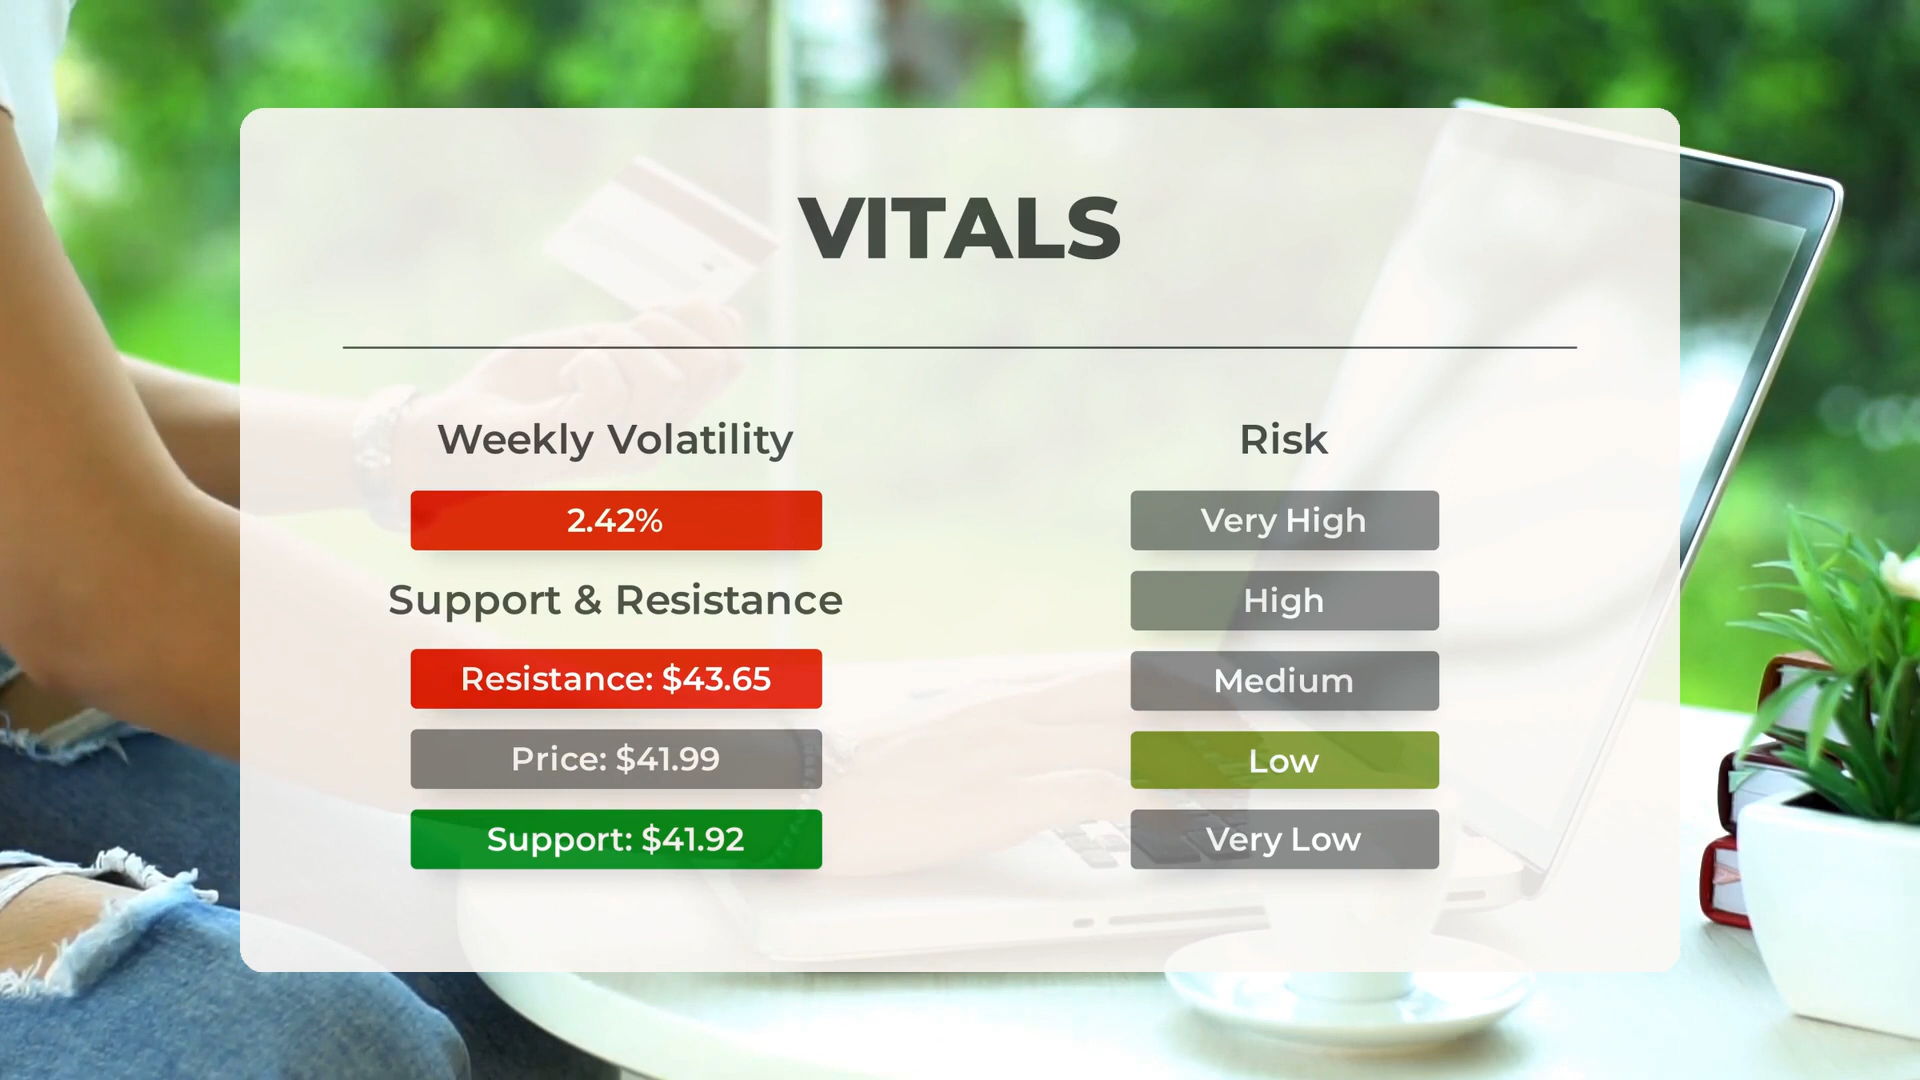 VITALS
Weekly Volatility
2.42%
Support & Resistance
Resistance: $43.65
Price: $41.99
Support: $41.92
Risk
Very High
High
Medium
Low
Very Low